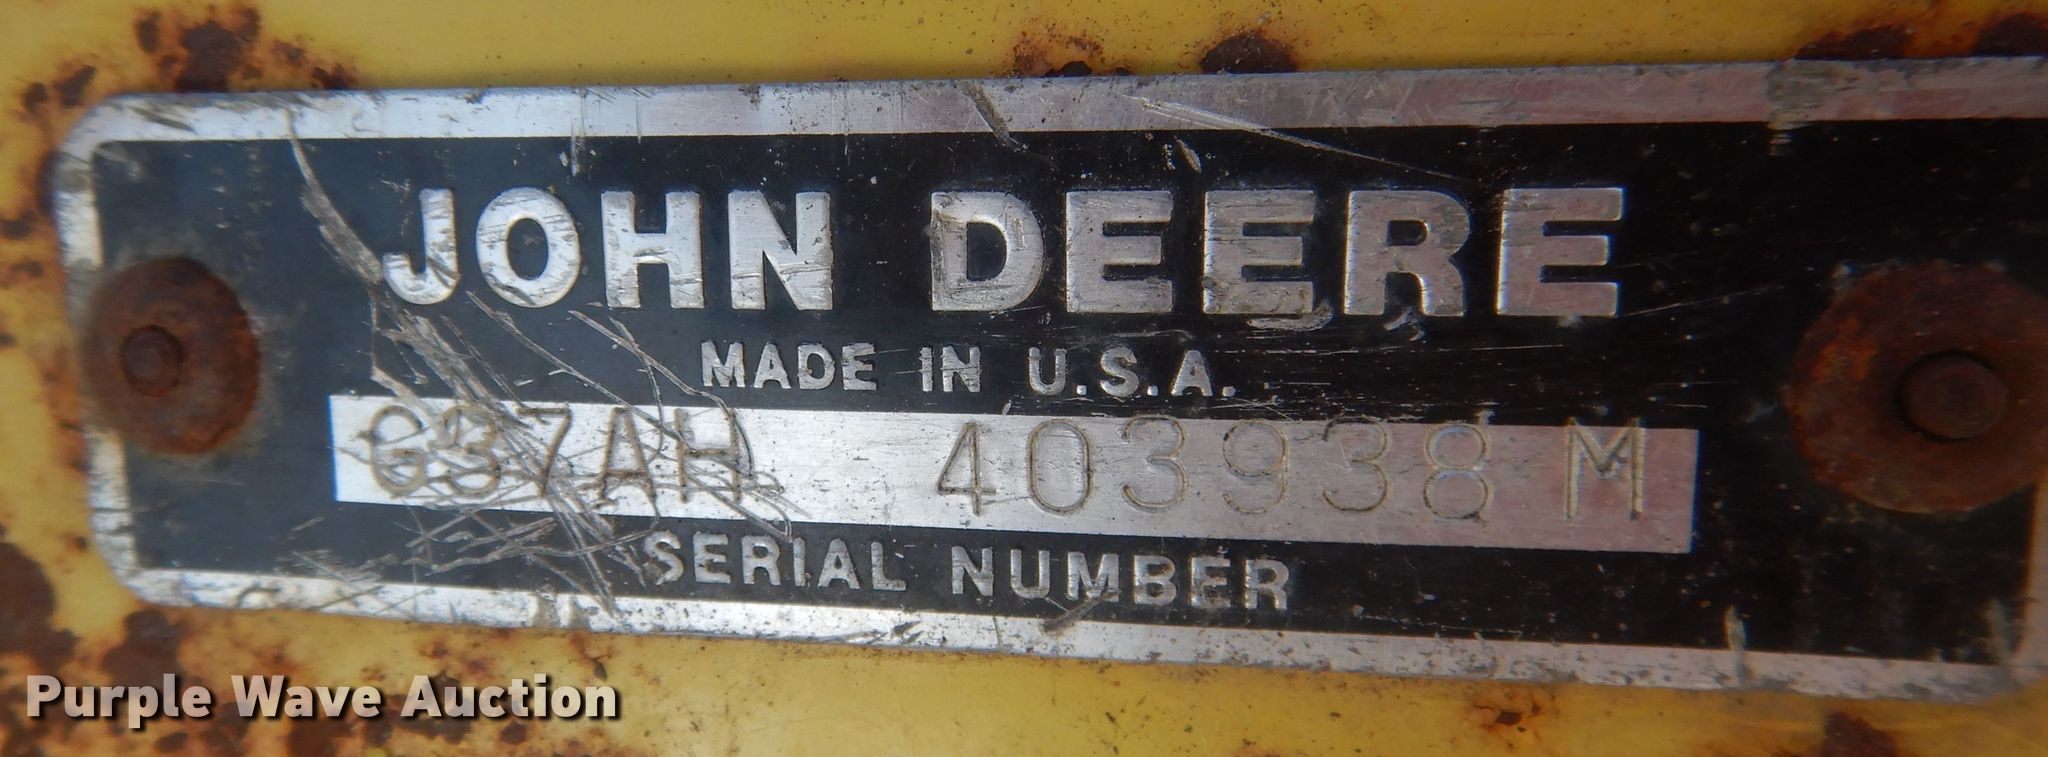 JOHN DEERE
MADE IN U.S.A.
G37AH 403938 M
SERIAL NUMBER
Purple Wave Auction